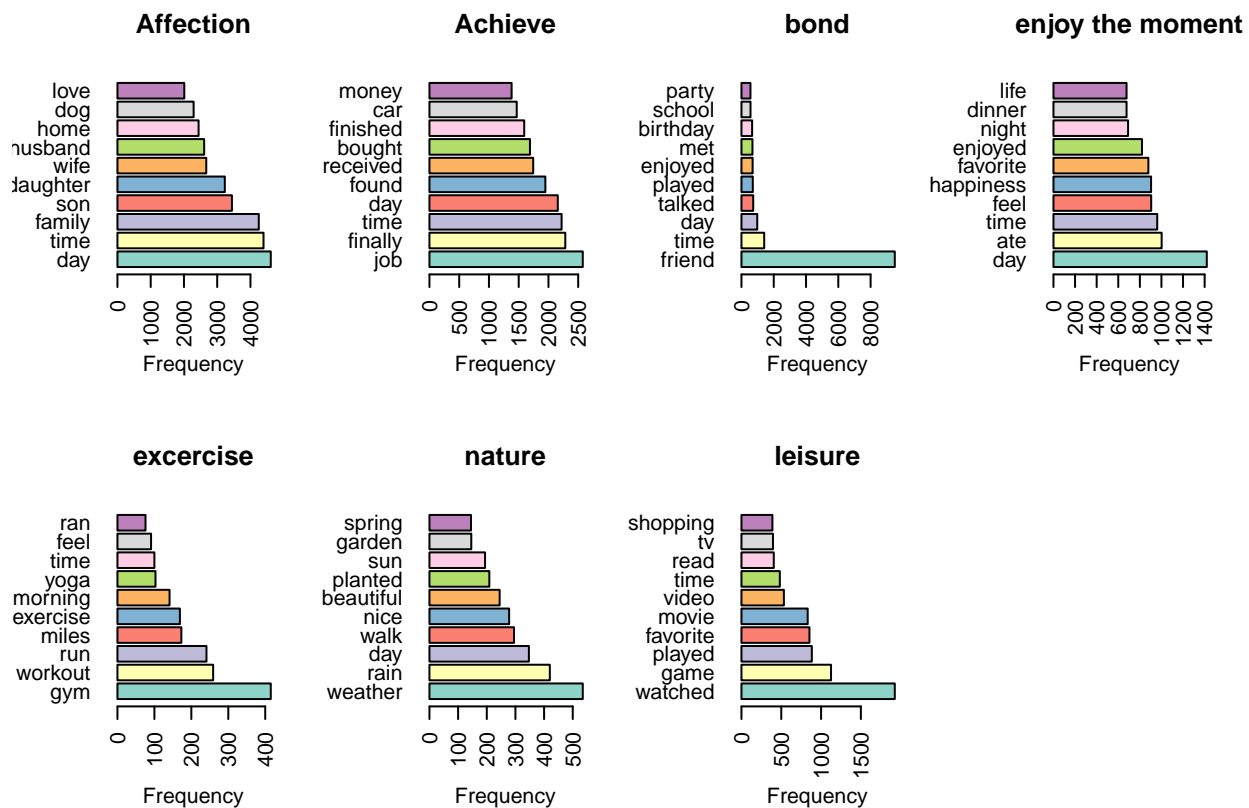 Affection
love
dog
home
husband
wife
daughter
son
family
time
day
0
1000
2000
3000
4000
Frequency
Achieve
money
car
finished
bought
received
found
day
time
finally
job
0
500
1000
1500
2000
2500
Frequency
bond
party
school
birthday
met
enjoyed
played
talked
day
time
friend
0
2000
4000
6000
8000
Frequency
enjoy the moment
life
dinner
night
enjoyed
favorite
happiness
feel
time
ate
day
0
200
400
600
800
1000
1200
1400
Frequency
excercise
ran
feel
time
yoga
morning
exercise
miles
run
workout
gym
0
100
200
300
400
Frequency
nature
spring
garden
sun
planted
beautiful
nice
walk
day
rain
weather
0
100
200
300
400
500
Frequency
leisure
shopping
tv
read
time
video
movie
favorite
played
game
watched
0
500
1000
1500
Frequency